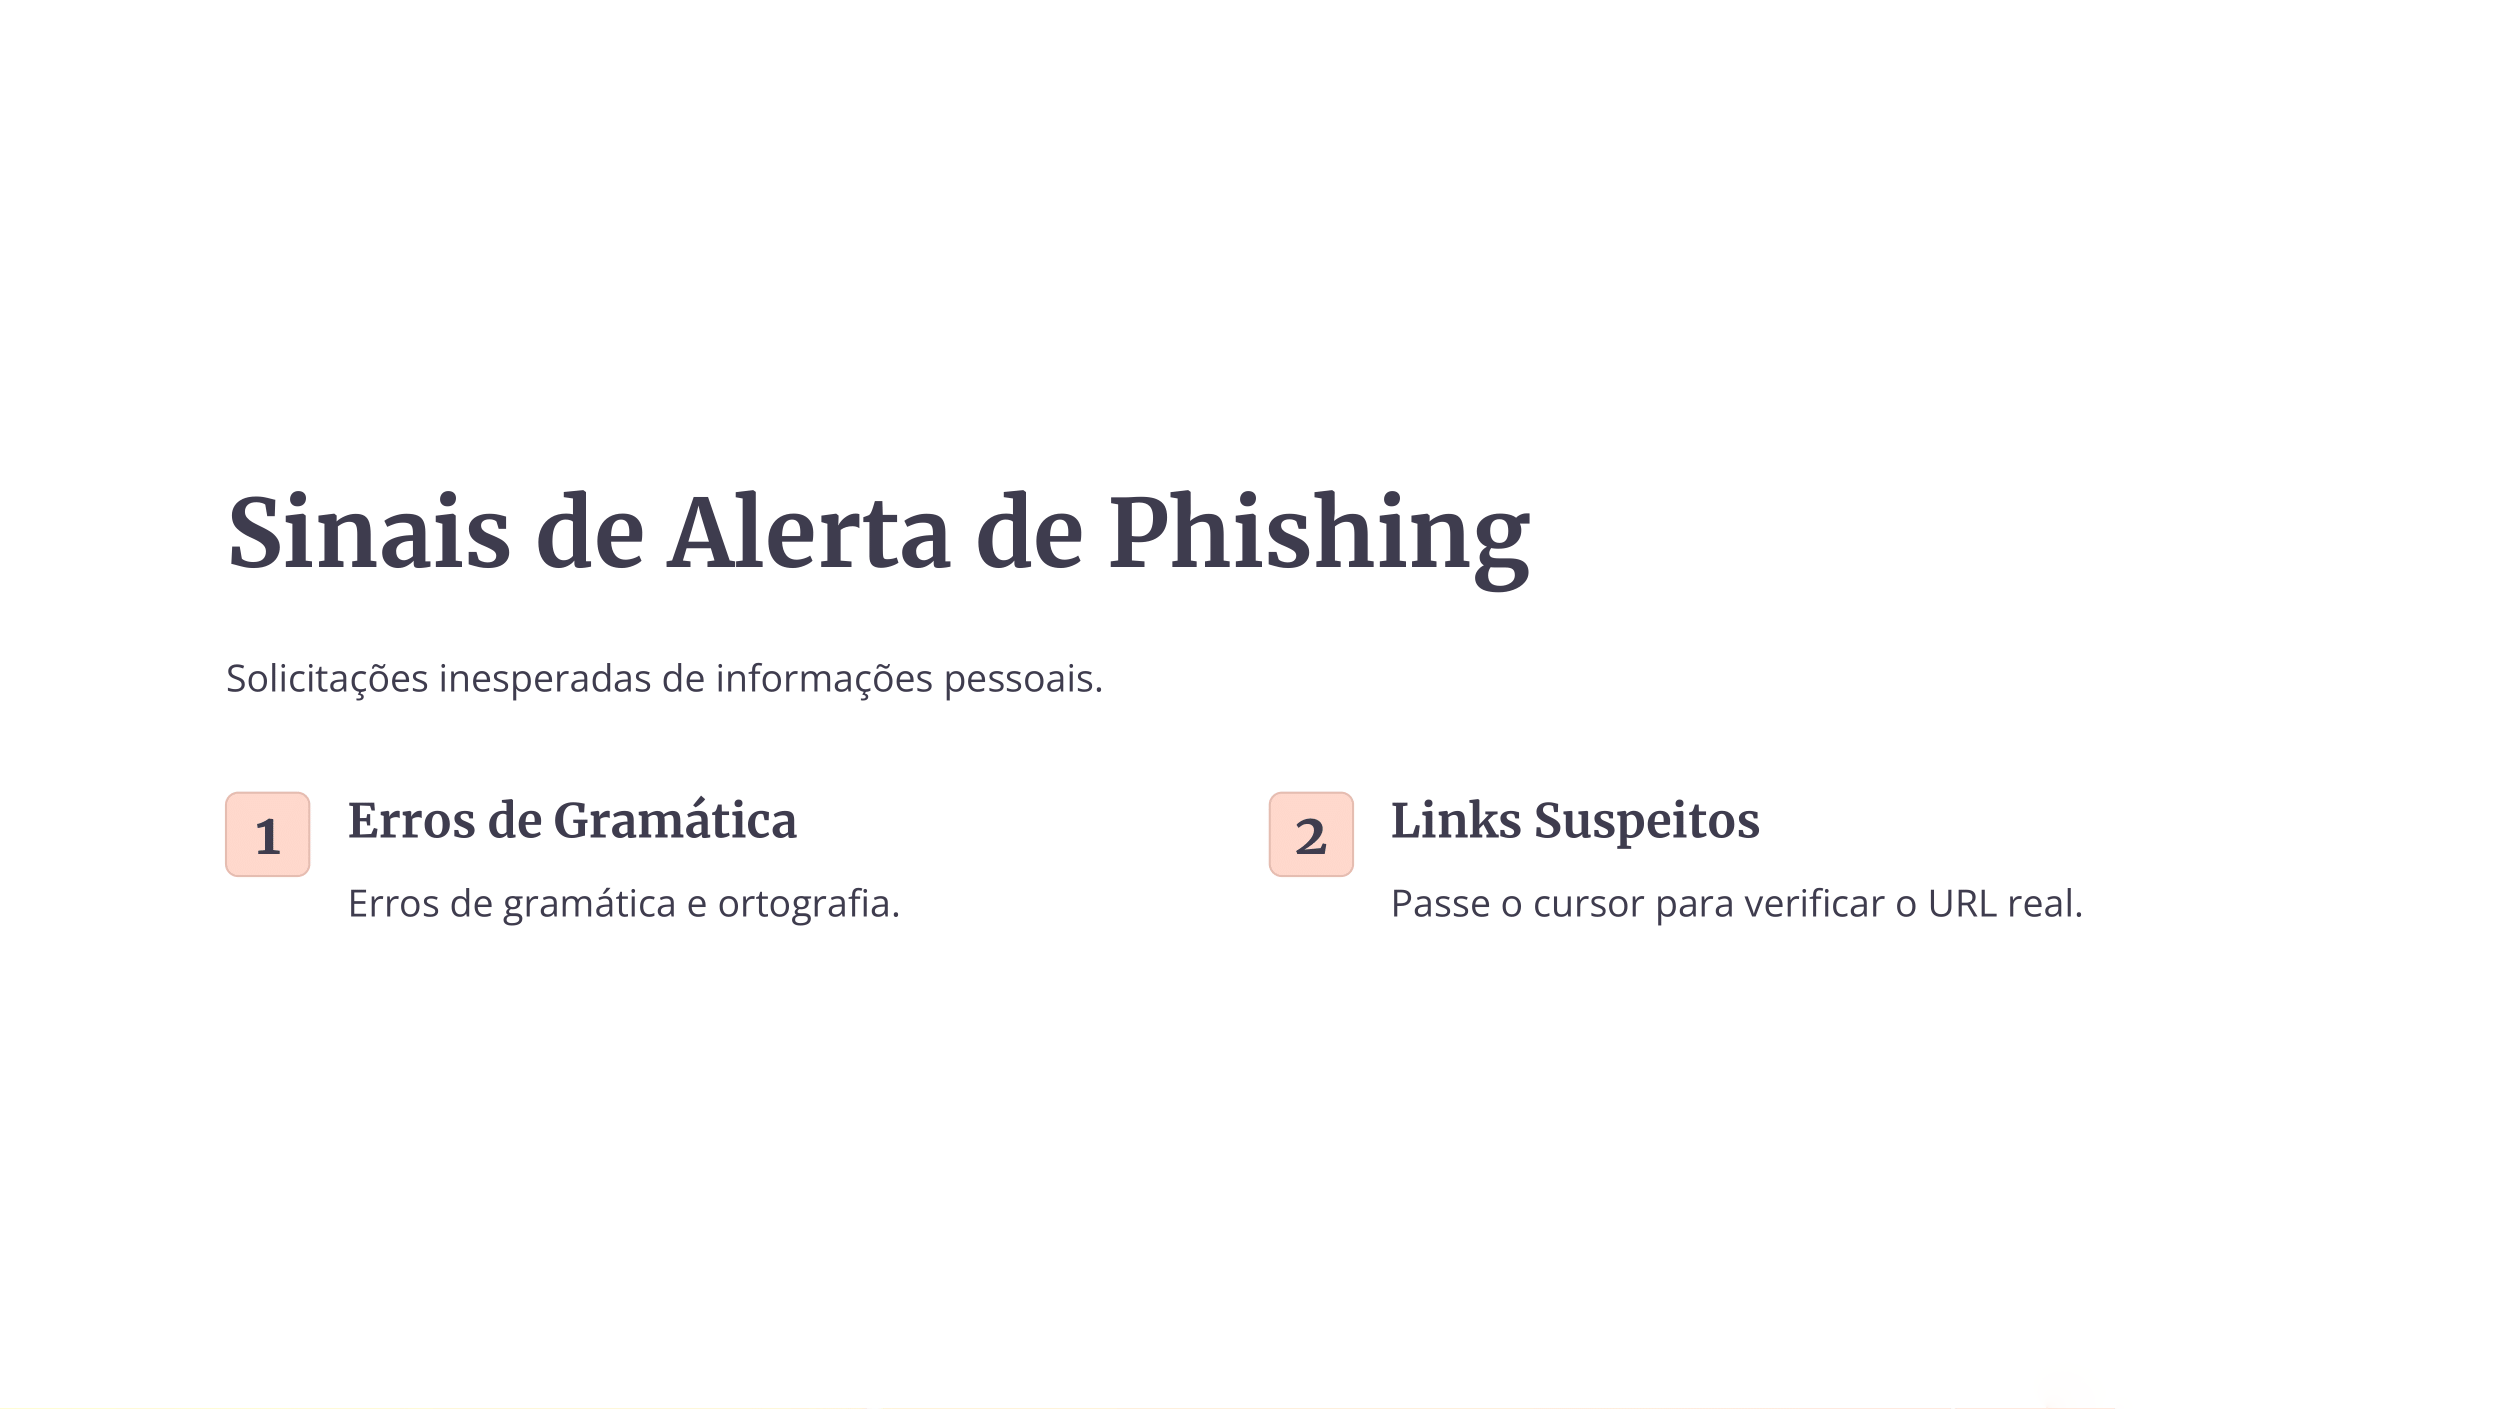 Sinais de Alerta de Phishing
Solicitações inesperadas de informações pessoais.
1
Erros de Gramática
Erros de gramática e ortografia.
2
Links Suspeitos
Passe o cursor para verificar o URL real.